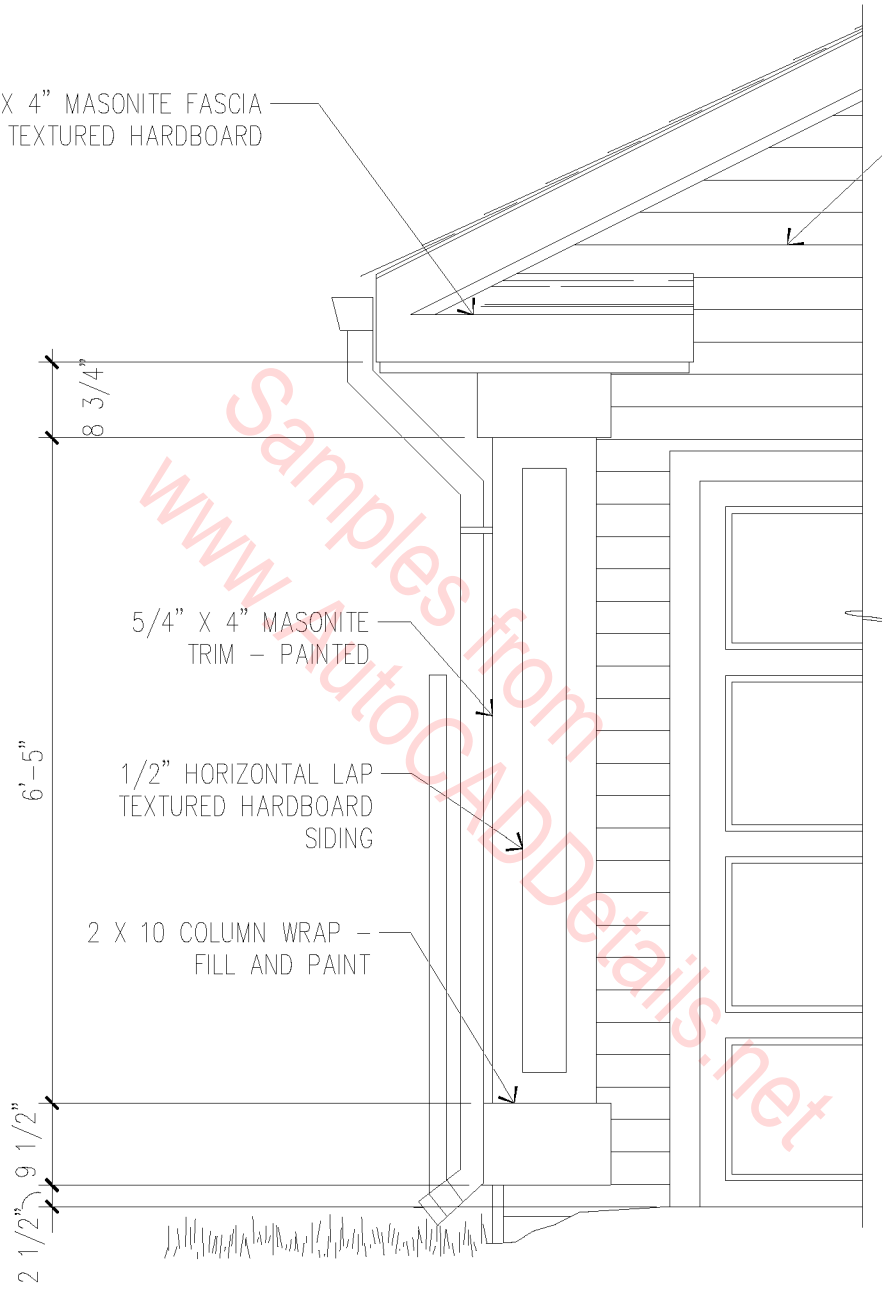 X 4” MASONITE FASCIA
TEXTURED HARDBOARD
8 3/4”
5/4” X 4” MASONITE
TRIM – PAINTED
6'–5”
1/2” HORIZONTAL LAP
TEXTURED HARDBOARD
SIDING
2 X 10 COLUMN WRAP –
FILL AND PAINT
9 1/2”
2 1/2”
Samples from
www.AutoCADDetails.net